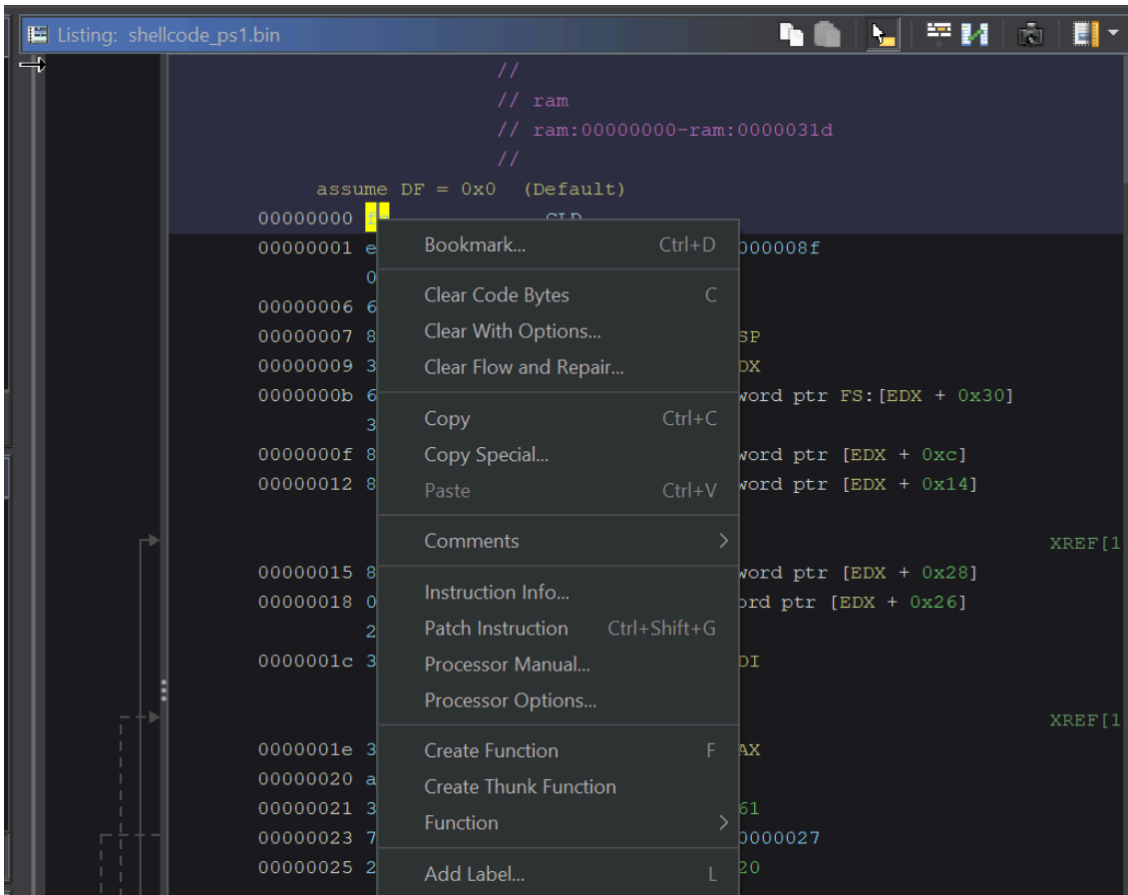 Listing: shellcode_ps1.bin
//
// ram
// ram:00000000-ram:0000031d
//
assume DF = 0x0 (Default)
00000000 CLD
00000001 e 000008f
0
00000006 6
00000007 8 SP
00000009 3 DX
0000000b 6 word ptr FS:[EDX + 0x30]
3
0000000f 8 word ptr [EDX + 0xc]
00000012 8 word ptr [EDX + 0x14]
XREF[1
00000015 8 word ptr [EDX + 0x28]
00000018 0 ord ptr [EDX + 0x26]
2
0000001c 3 DI
XREF[1
0000001e 3 AX
00000020 a
00000021 3 61
00000023 7 0000027
00000025 2 20
Bookmark... Ctrl+D
Clear Code Bytes C
Clear With Options...
Clear Flow and Repair...
Copy Ctrl+C
Copy Special...
Paste Ctrl+V
Comments
Instruction Info...
Patch Instruction Ctrl+Shift+G
Processor Manual...
Processor Options...
Create Function F
Create Thunk Function
Function
Add Label... L